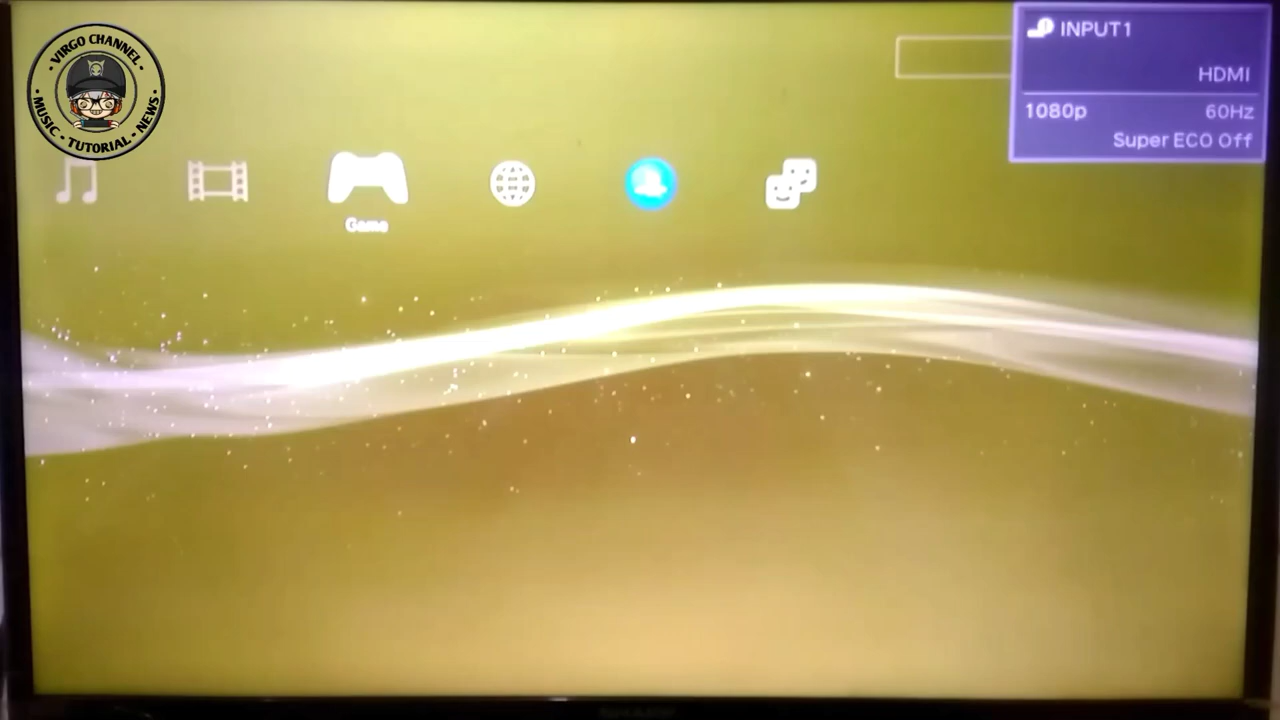 VIRGO CHANNEL
MUSIC • TUTORIAL • NEWS
INPUT1
HDMI
1080p 60Hz
Super ECO Off
Game